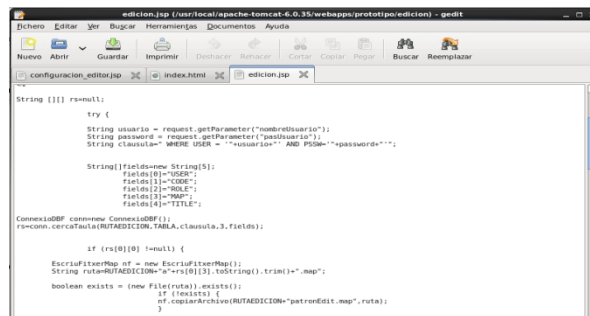 edicion.jsp (/usr/local/apache-tomcat-6.0.35/webapps/prototipo/edicion) - gedit
Fichero Editar Ver Buscar Herramientas Documentos Ayuda
Nuevo Abrir Guardar Imprimir Deshacer Rehacer Cortar Copiar Pegar Buscar Reemplazar
configuracion_editor.jsp index.html edicion.jsp
String [][] rs=null;
try {
String usuario = request.getParameter("nombreUsuario");
String password = request.getParameter("pasUsuario");
String clausula=" WHERE USER = '"+usuario+"' AND PSSW='"+password+"'";
String[]fields=new String[5];
fields[0]="USER";
fields[1]="CODE";
fields[2]="ROLE";
fields[3]="MAP";
fields[4]="TITLE";
ConnexioDBF conn=new ConnexioDBF();
rs=conn.cercaTaula(RUTAEDICION,TABLA,clausula,3,fields);
if (rs[0][0] !=null) {
EscriuFitxerMap nf = new EscriuFitxerMap();
String ruta=RUTAEDICION+"a"+rs[0][3].toString().trim()+".map";
boolean exists = (new File(ruta)).exists();
if (!exists) {
nf.copiarArchivo(RUTAEDICION+"patronEdit.map",ruta);
}